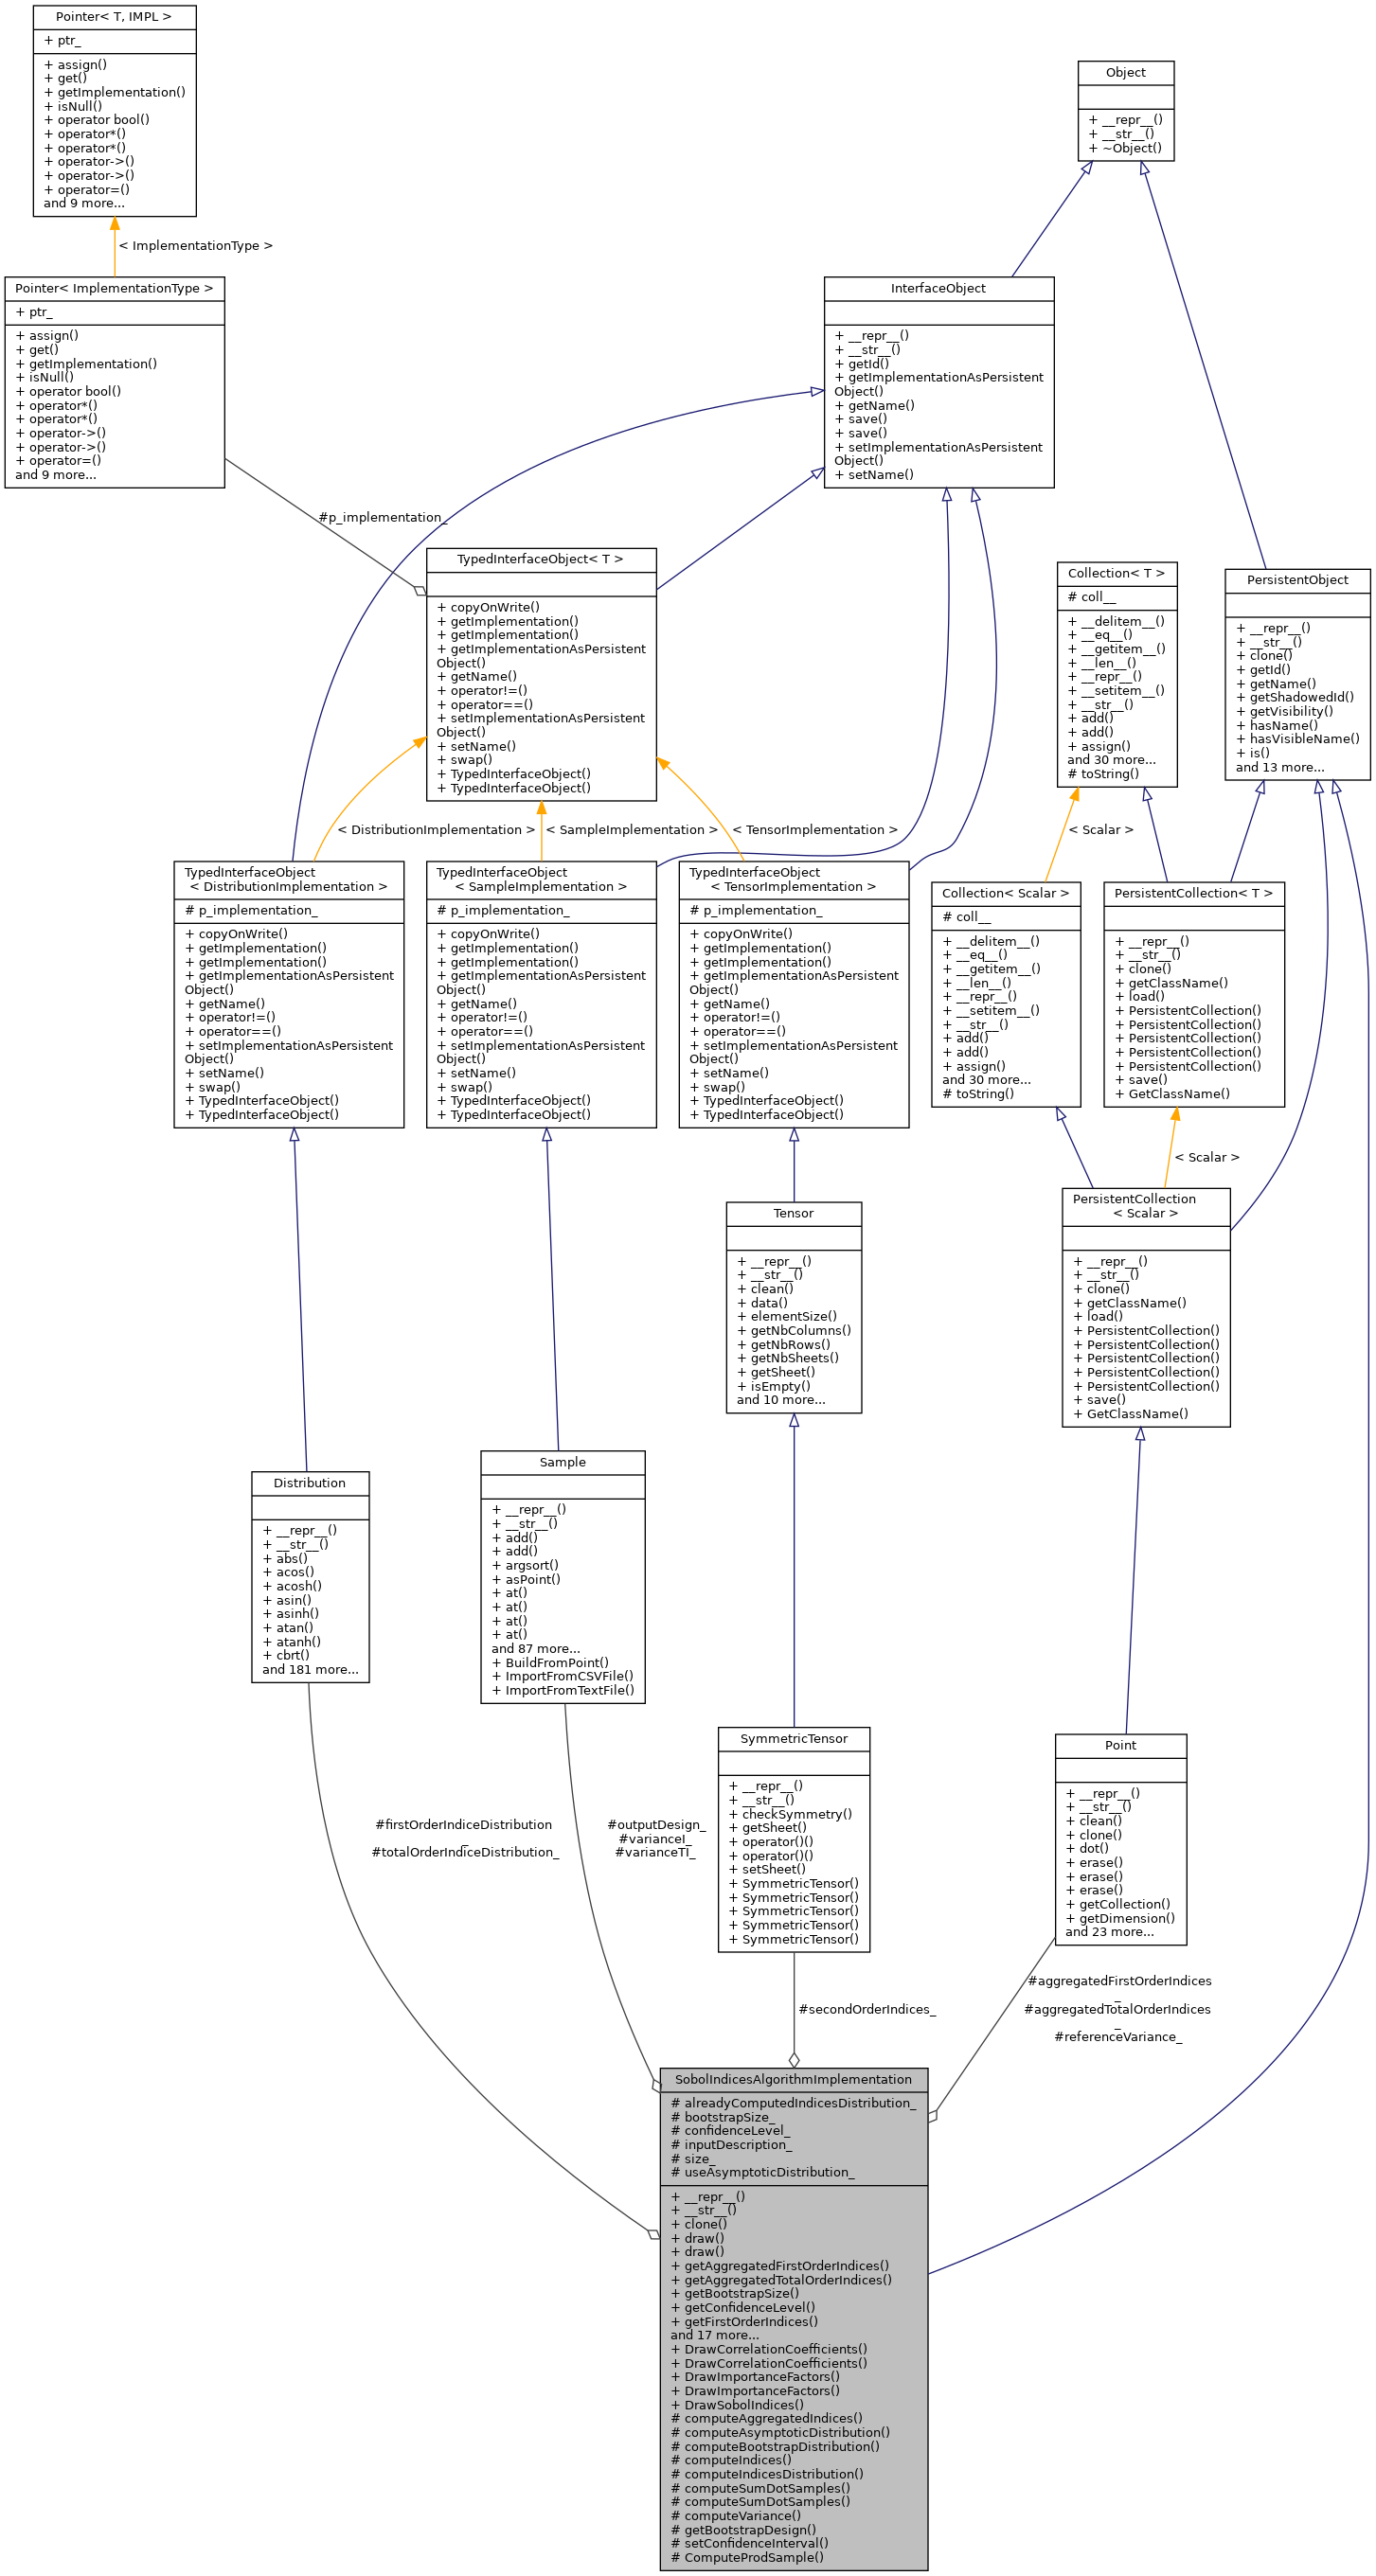 Pointer< T, IMPL >
+ ptr_
+ assign()
+ get()
+ getImplementation()
+ isNull()
+ operator bool()
+ operator*()
+ operator*()
+ operator->()
+ operator->()
+ operator=()
and 9 more...
Object
+ __repr__()
+ __str__()
+ ~Object()
< ImplementationType >
Pointer< ImplementationType >
+ ptr_
+ assign()
+ get()
+ getImplementation()
+ isNull()
+ operator bool()
+ operator*()
+ operator*()
+ operator->()
+ operator->()
+ operator=()
and 9 more...
InterfaceObject
+ __repr__()
+ __str__()
+ getId()
+ getImplementationAsPersistent
Object()
+ getName()
+ save()
+ save()
+ setImplementationAsPersistent
Object()
+ setName()
#p_implementation_
TypedInterfaceObject< T >
+ copyOnWrite()
+ getImplementation()
+ getImplementation()
+ getImplementationAsPersistent
Object()
+ getName()
+ operator!=()
+ operator==()
+ setImplementationAsPersistent
Object()
+ setName()
+ swap()
+ TypedInterfaceObject()
+ TypedInterfaceObject()
Collection< T >
# coll__
+ __delitem__()
+ __eq__()
+ __getitem__()
+ __len__()
+ __repr__()
+ __setitem__()
+ __str__()
+ add()
+ add()
+ assign()
and 30 more...
# toString()
PersistentObject
+ __repr__()
+ __str__()
+ clone()
+ getId()
+ getName()
+ getShadowedId()
+ getVisibility()
+ hasName()
+ hasVisibleName()
+ is()
and 13 more...
< DistributionImplementation >
< SampleImplementation >
< TensorImplementation >
< Scalar >
TypedInterfaceObject
< DistributionImplementation >
# p_implementation_
+ copyOnWrite()
+ getImplementation()
+ getImplementation()
+ getImplementationAsPersistent
Object()
+ getName()
+ operator!=()
+ operator==()
+ setImplementationAsPersistent
Object()
+ setName()
+ swap()
+ TypedInterfaceObject()
+ TypedInterfaceObject()
TypedInterfaceObject
< SampleImplementation >
# p_implementation_
+ copyOnWrite()
+ getImplementation()
+ getImplementation()
+ getImplementationAsPersistent
Object()
+ getName()
+ operator!=()
+ operator==()
+ setImplementationAsPersistent
Object()
+ setName()
+ swap()
+ TypedInterfaceObject()
+ TypedInterfaceObject()
TypedInterfaceObject
< TensorImplementation >
# p_implementation_
+ copyOnWrite()
+ getImplementation()
+ getImplementation()
+ getImplementationAsPersistent
Object()
+ getName()
+ operator!=()
+ operator==()
+ setImplementationAsPersistent
Object()
+ setName()
+ swap()
+ TypedInterfaceObject()
+ TypedInterfaceObject()
Collection< Scalar >
# coll__
+ __delitem__()
+ __eq__()
+ __getitem__()
+ __len__()
+ __repr__()
+ __setitem__()
+ __str__()
+ add()
+ add()
+ assign()
and 30 more...
# toString()
PersistentCollection< T >
+ __repr__()
+ __str__()
+ clone()
+ getClassName()
+ load()
+ PersistentCollection()
+ PersistentCollection()
+ PersistentCollection()
+ PersistentCollection()
+ PersistentCollection()
+ save()
+ GetClassName()
< Scalar >
Tensor
+ __repr__()
+ __str__()
+ clean()
+ data()
+ elementSize()
+ getNbColumns()
+ getNbRows()
+ getNbSheets()
+ getSheet()
+ isEmpty()
and 10 more...
PersistentCollection
< Scalar >
+ __repr__()
+ __str__()
+ clone()
+ getClassName()
+ load()
+ PersistentCollection()
+ PersistentCollection()
+ PersistentCollection()
+ PersistentCollection()
+ PersistentCollection()
+ save()
+ GetClassName()
Distribution
+ __repr__()
+ __str__()
+ abs()
+ acos()
+ acosh()
+ asin()
+ asinh()
+ atan()
+ atanh()
+ cbrt()
and 181 more...
Sample
+ __repr__()
+ __str__()
+ add()
+ add()
+ argsort()
+ asPoint()
+ at()
+ at()
+ at()
+ at()
and 87 more...
+ BuildFromPoint()
+ ImportFromCSVFile()
+ ImportFromTextFile()
SymmetricTensor
+ __repr__()
+ __str__()
+ checkSymmetry()
+ getSheet()
+ operator()()
+ operator()()
+ setSheet()
+ SymmetricTensor()
+ SymmetricTensor()
+ SymmetricTensor()
+ SymmetricTensor()
+ SymmetricTensor()
Point
+ __repr__()
+ __str__()
+ clean()
+ clone()
+ dot()
+ erase()
+ erase()
+ erase()
+ getCollection()
+ getDimension()
and 23 more...
#firstOrderIndiceDistribution
_
#totalOrderIndiceDistribution_
#outputDesign_
#varianceI_
#varianceTI_
#secondOrderIndices_
#aggregatedFirstOrderIndices
_
#aggregatedTotalOrderIndices
_
#referenceVariance_
SobolIndicesAlgorithmImplementation
# alreadyComputedIndicesDistribution_
# bootstrapSize_
# confidenceLevel_
# inputDescription_
# size_
# useAsymptoticDistribution_
+ __repr__()
+ __str__()
+ clone()
+ draw()
+ draw()
+ getAggregatedFirstOrderIndices()
+ getAggregatedTotalOrderIndices()
+ getBootstrapSize()
+ getConfidenceLevel()
+ getFirstOrderIndices()
and 17 more...
+ DrawCorrelationCoefficients()
+ DrawCorrelationCoefficients()
+ DrawImportanceFactors()
+ DrawImportanceFactors()
+ DrawSobolIndices()
# computeAggregatedIndices()
# computeAsymptoticDistribution()
# computeBootstrapDistribution()
# computeIndices()
# computeIndicesDistribution()
# computeSumDotSamples()
# computeSumDotSamples()
# computeVariance()
# getBootstrapDesign()
# setConfidenceInterval()
# ComputeProdSample()